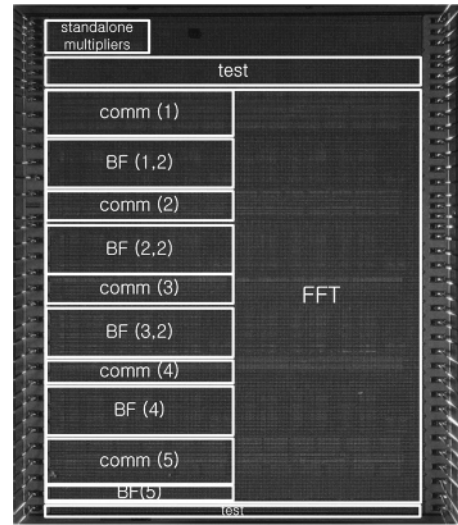 standalone
multipliers
test
comm (1)
BF (1,2)
comm (2)
BF (2,2)
comm (3)
FFT
BF (3,2)
comm (4)
BF (4)
comm (5)
BF(5)
test